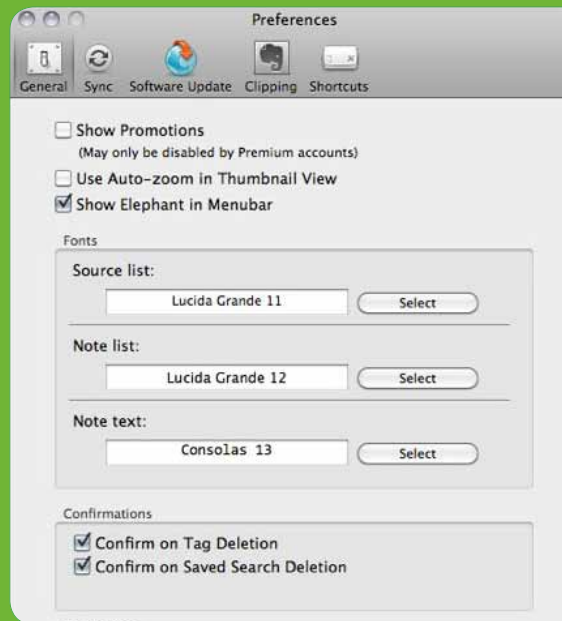 Preferences
General Sync Software Update Clipping Shortcuts
Show Promotions
(May only be disabled by Premium accounts)
Use Auto-zoom in Thumbnail View
Show Elephant in Menubar
Fonts
Source list:
Lucida Grande 11 Select
Note list:
Lucida Grande 12 Select
Note text:
Consolas 13 Select
Confirmations
Confirm on Tag Deletion
Confirm on Saved Search Deletion